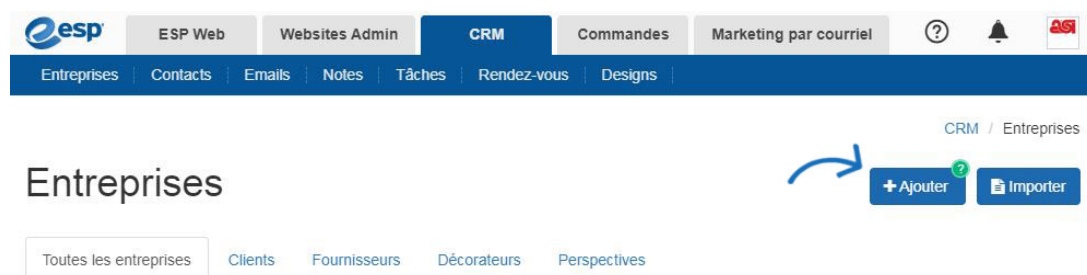 esp ESP Web Websites Admin CRM Commandes Marketing par courriel ? asi
Entreprises Contacts Emails Notes Tâches Rendez-vous Designs
CRM / Entreprises
Entreprises
+ Ajouter ? Importer
Toutes les entreprises Clients Fournisseurs Décorateurs Perspectives